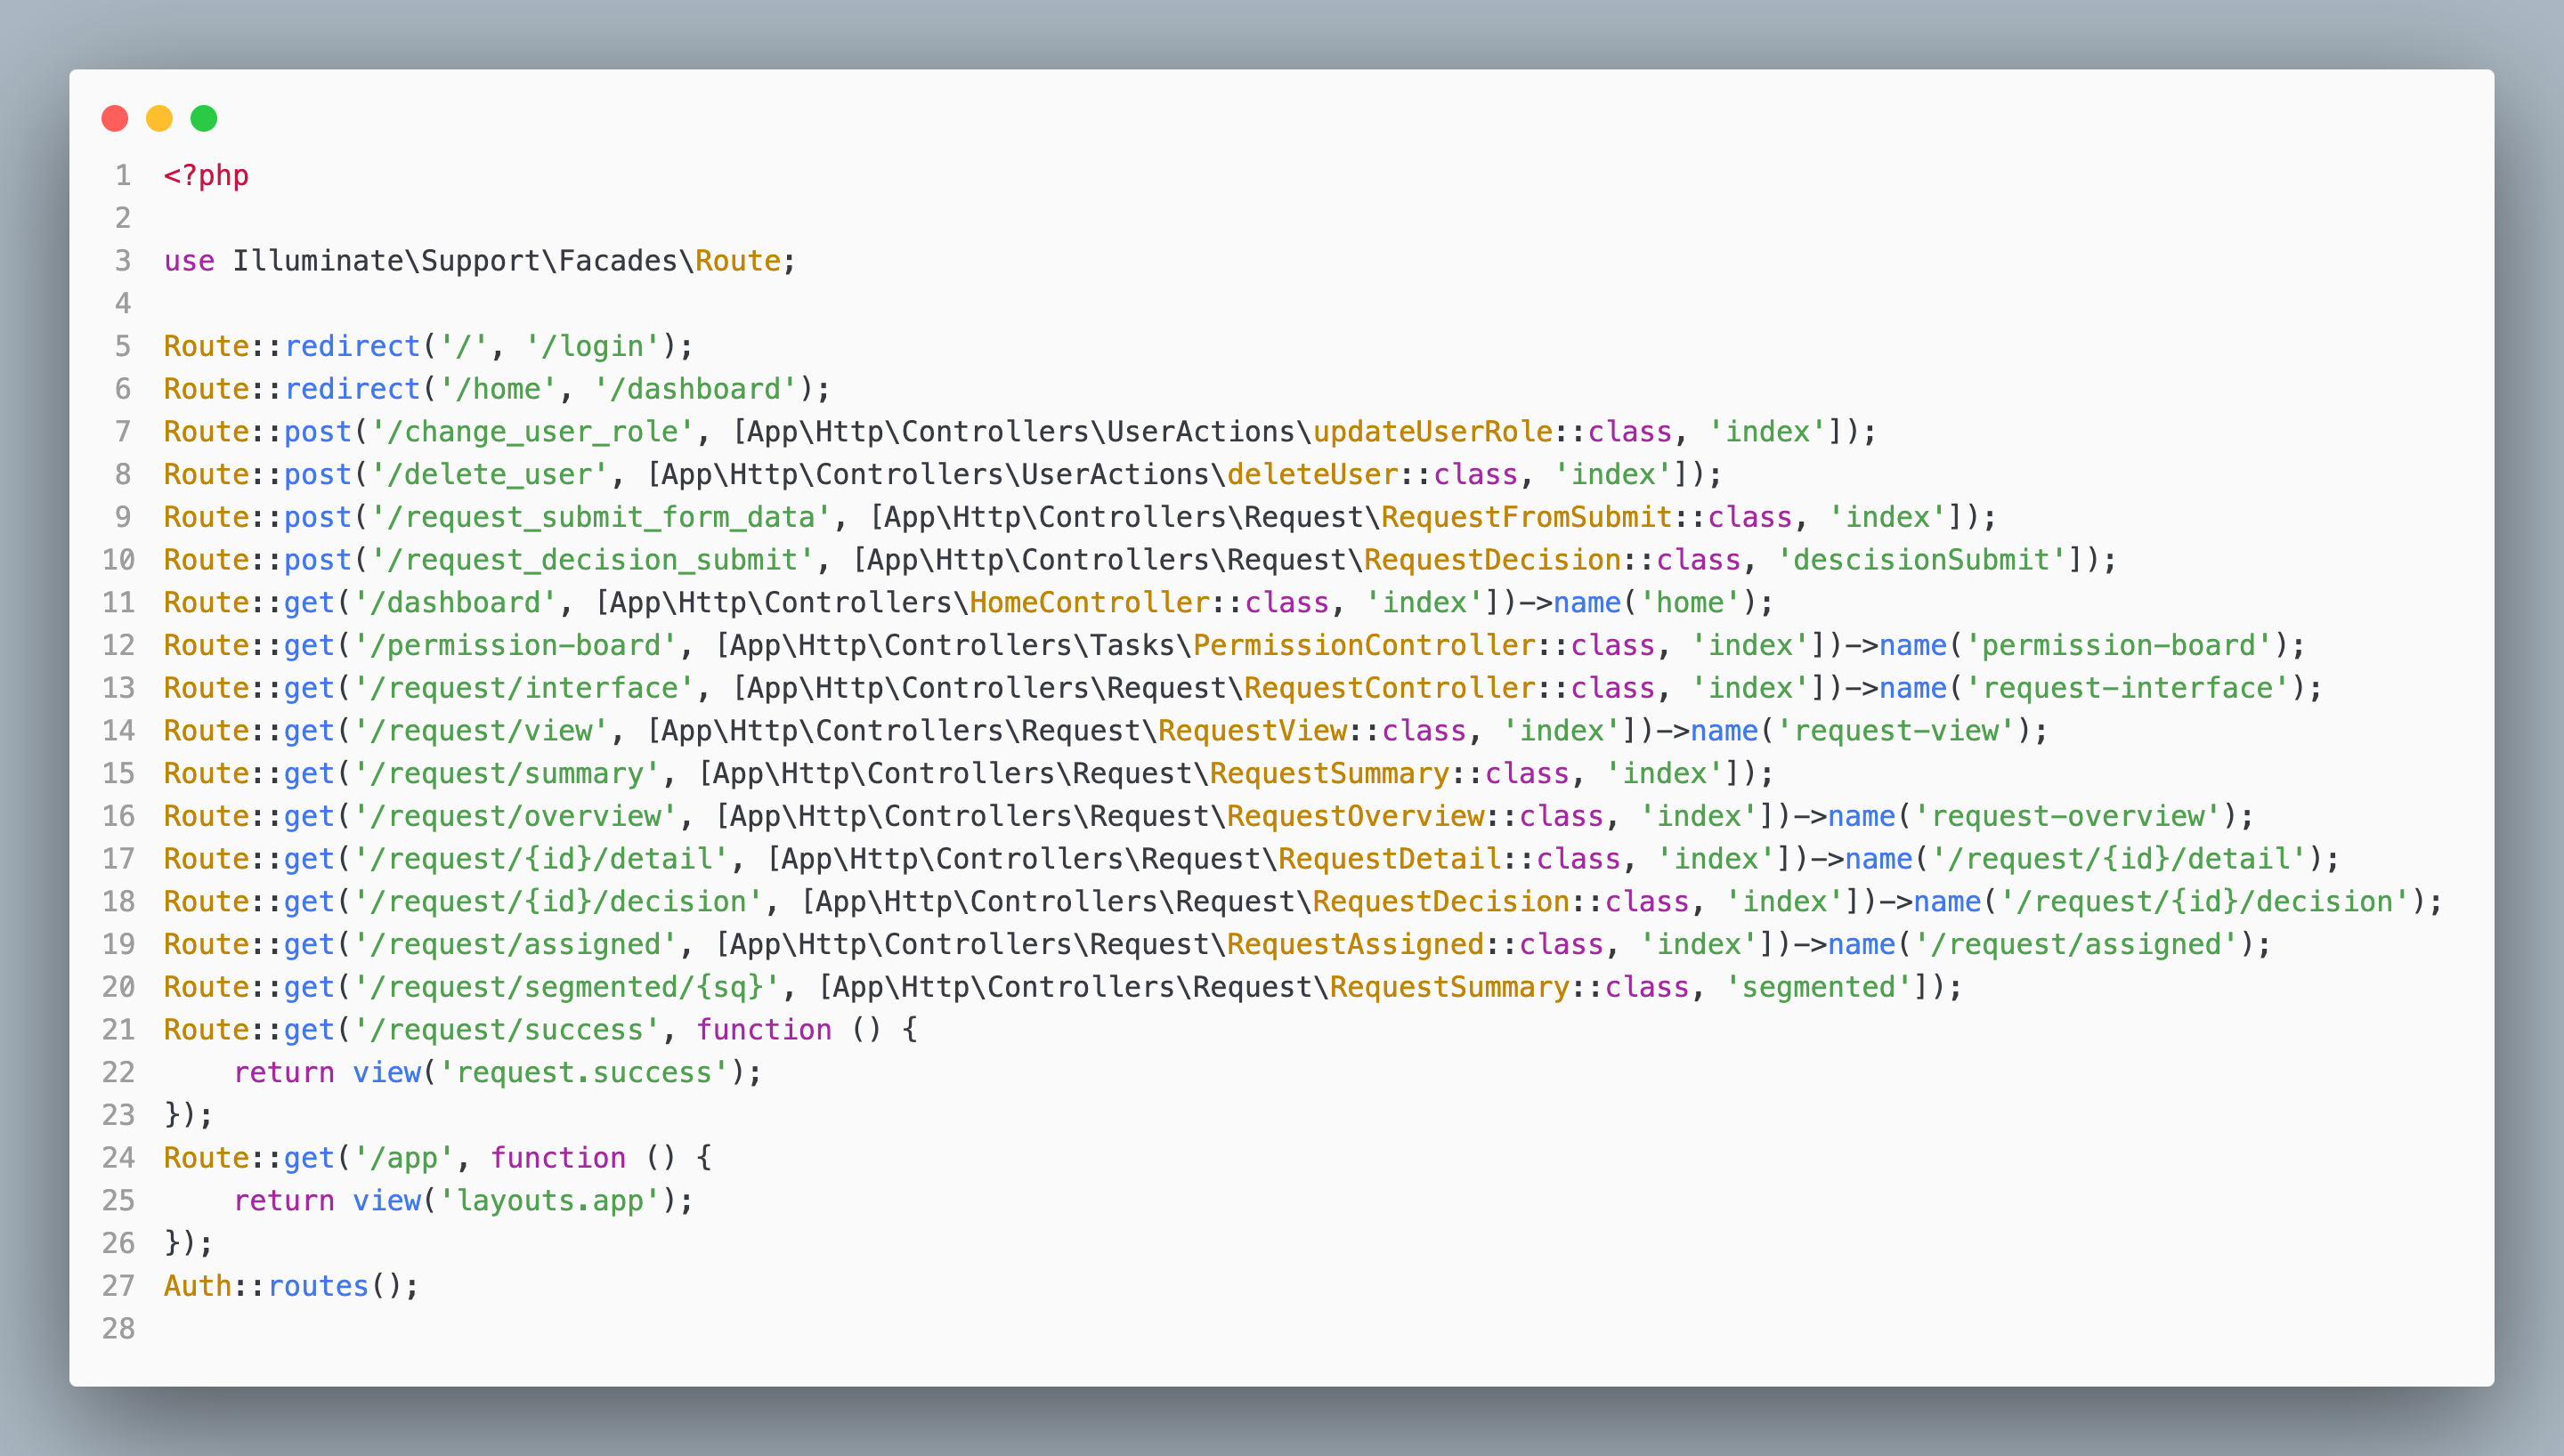 1 <?php
2
3 use Illuminate\Support\Facades\Route;
4
5 Route::redirect('/', '/login');
6 Route::redirect('/home', '/dashboard');
7 Route::post('/change_user_role', [App\Http\Controllers\UserActions\updateUserRole::class, 'index']);
8 Route::post('/delete_user', [App\Http\Controllers\UserActions\deleteUser::class, 'index']);
9 Route::post('/request_submit_form_data', [App\Http\Controllers\Request\RequestFromSubmit::class, 'index']);
10 Route::post('/request_decision_submit', [App\Http\Controllers\Request\RequestDecision::class, 'descisionSubmit']);
11 Route::get('/dashboard', [App\Http\Controllers\HomeController::class, 'index'])->name('home');
12 Route::get('/permission-board', [App\Http\Controllers\Tasks\PermissionController::class, 'index'])->name('permission-board');
13 Route::get('/request/interface', [App\Http\Controllers\Request\RequestController::class, 'index'])->name('request-interface');
14 Route::get('/request/view', [App\Http\Controllers\Request\RequestView::class, 'index'])->name('request-view');
15 Route::get('/request/summary', [App\Http\Controllers\Request\RequestSummary::class, 'index']);
16 Route::get('/request/overview', [App\Http\Controllers\Request\RequestOverview::class, 'index'])->name('request-overview');
17 Route::get('/request/{id}/detail', [App\Http\Controllers\Request\RequestDetail::class, 'index'])->name('/request/{id}/detail');
18 Route::get('/request/{id}/decision', [App\Http\Controllers\Request\RequestDecision::class, 'index'])->name('/request/{id}/decision');
19 Route::get('/request/assigned', [App\Http\Controllers\Request\RequestAssigned::class, 'index'])->name('/request/assigned');
20 Route::get('/request/segmented/{sq}', [App\Http\Controllers\Request\RequestSummary::class, 'segmented']);
21 Route::get('/request/success', function () {
22     return view('request.success');
23 });
24 Route::get('/app', function () {
25     return view('layouts.app');
26 });
27 Auth::routes();
28